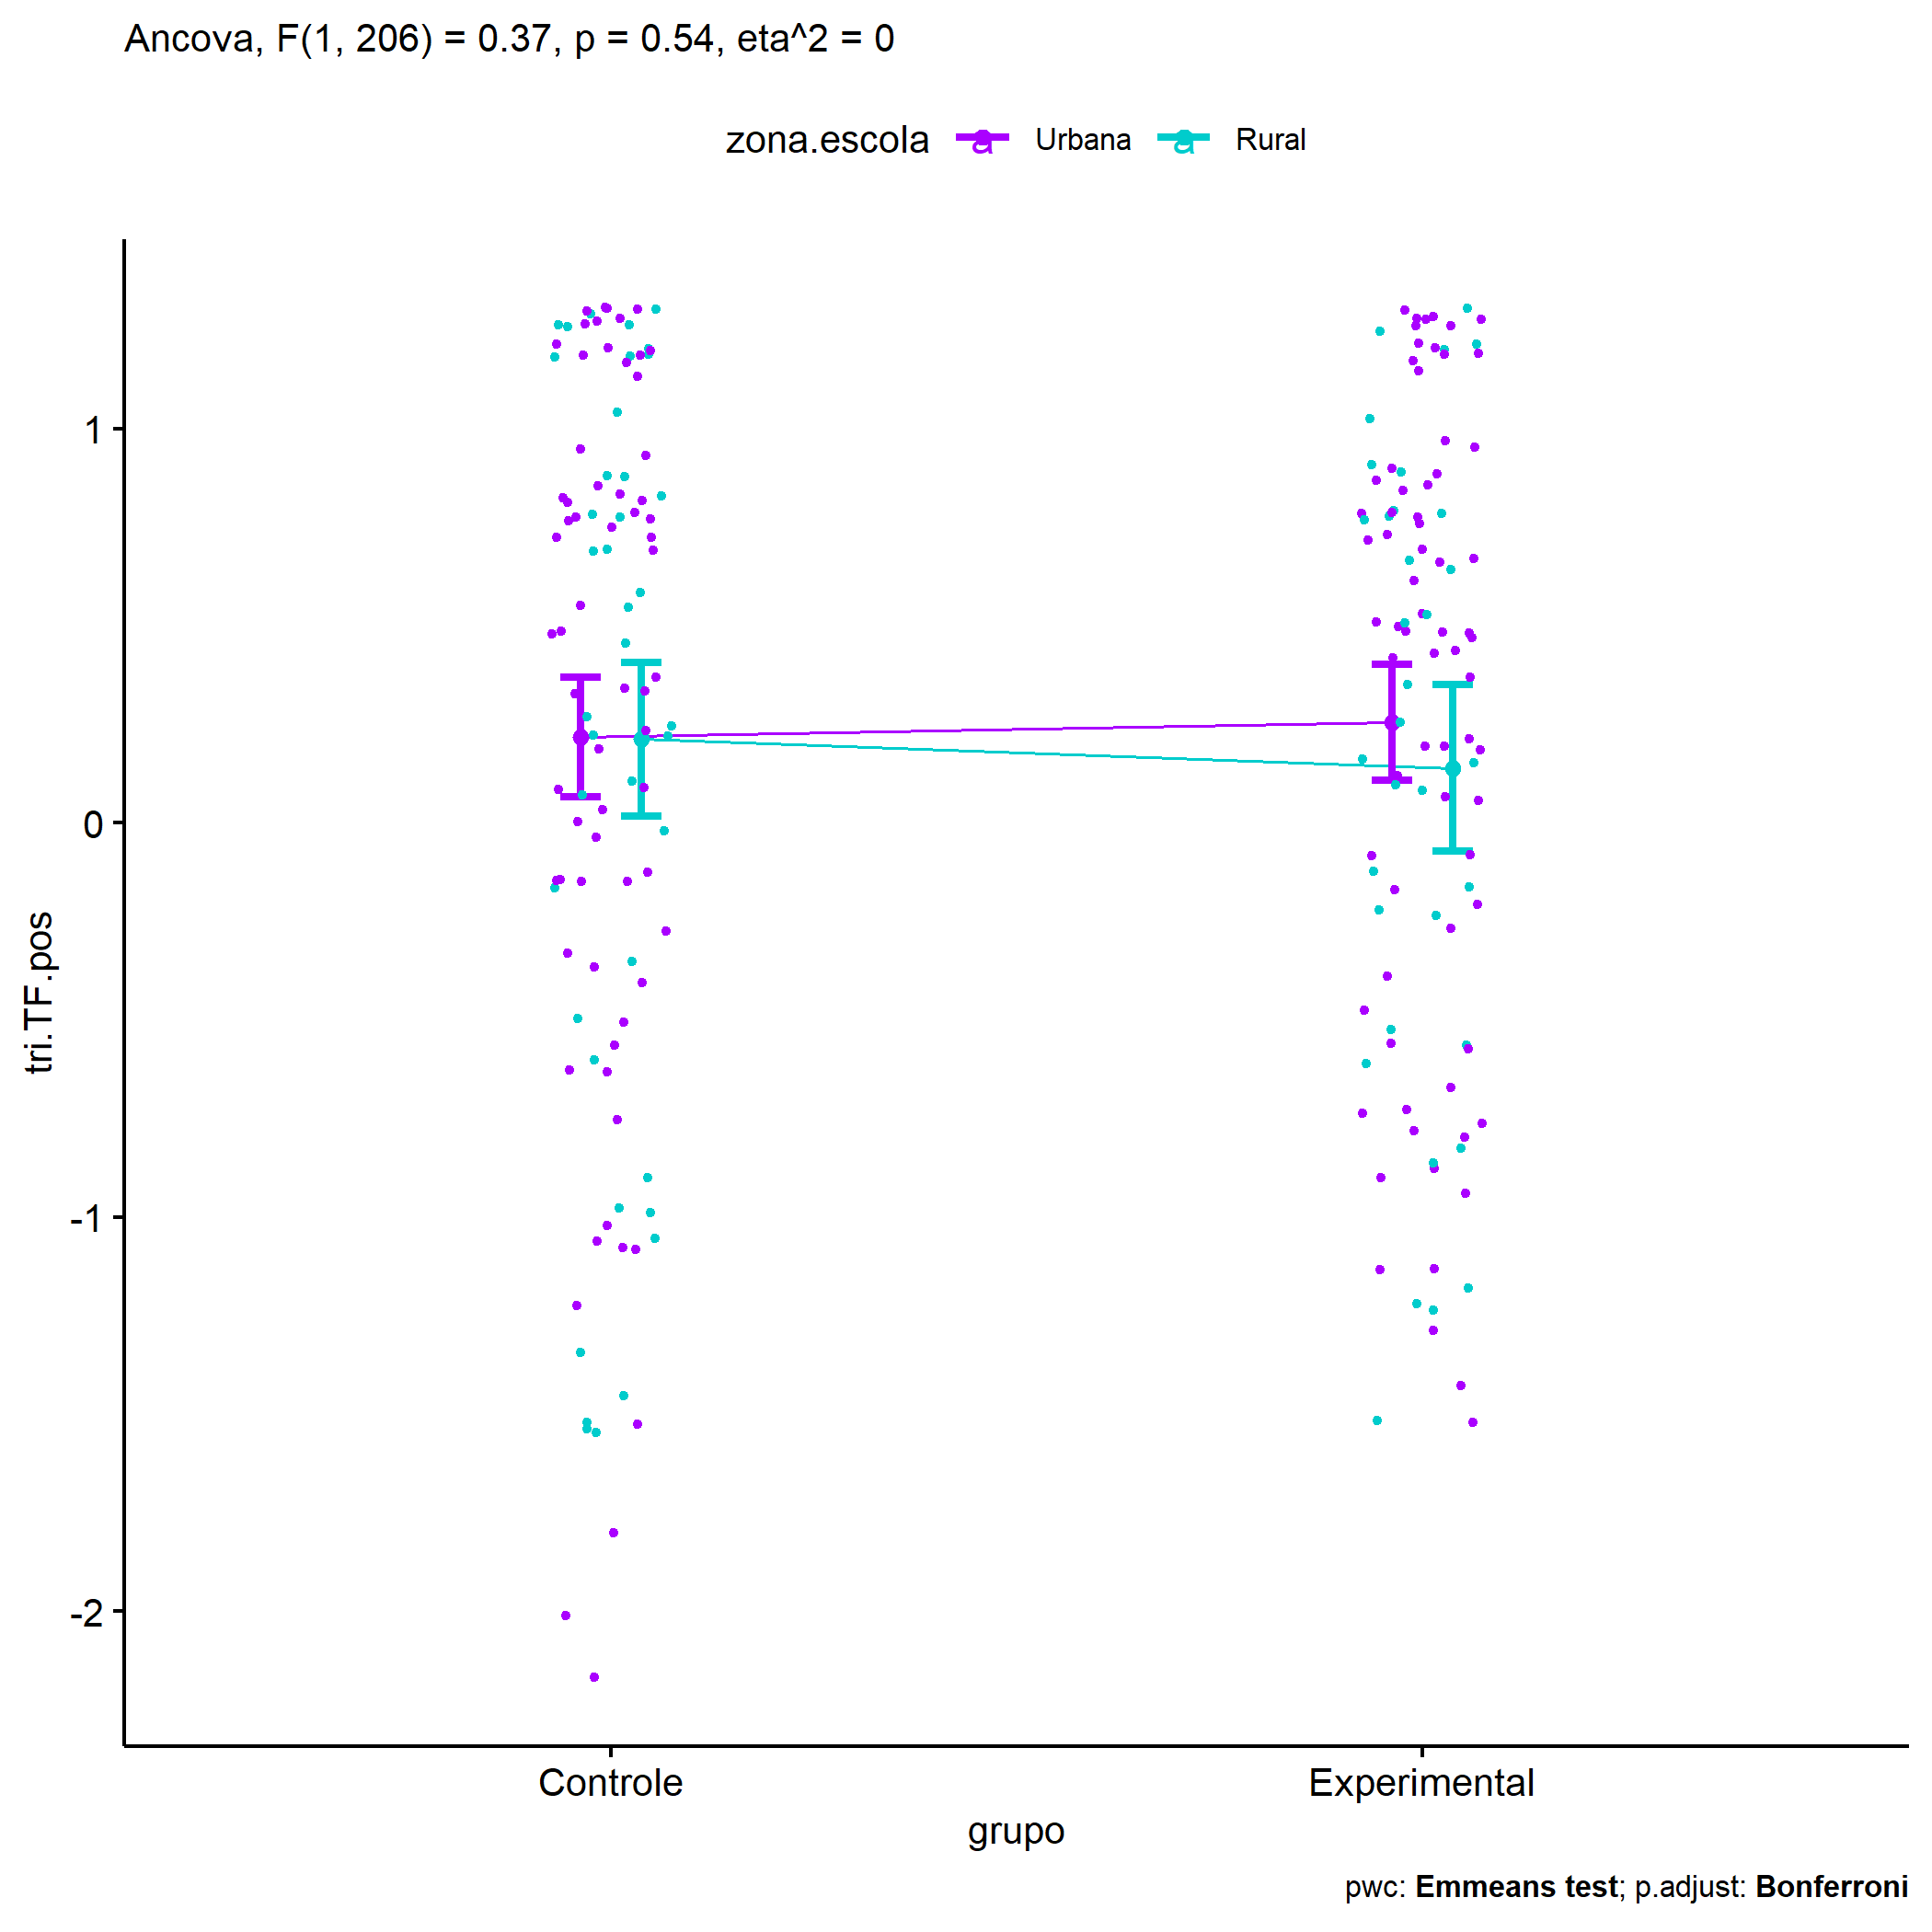 Ancova, F(1, 206) = 0.37, p = 0.54, eta^2 = 0
zona.escola a Urbana a Rural
1
0
-1
-2
tri.TF.pos
Controle Experimental
grupo
pwc: Emmeans test; p.adjust: Bonferroni